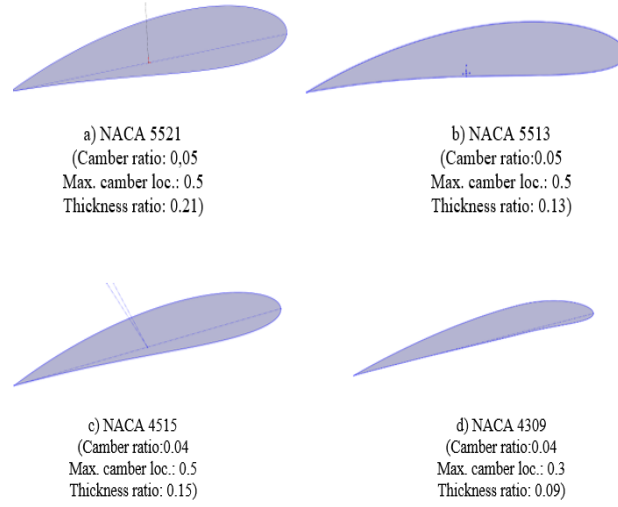 a) NACA 5521
(Camber ratio: 0,05
Max. camber loc.: 0.5
Thickness ratio: 0.21)
b) NACA 5513
(Camber ratio:0.05
Max. camber loc.: 0.5
Thickness ratio: 0.13)
c) NACA 4515
(Camber ratio:0.04
Max. camber loc.: 0.5
Thickness ratio: 0.15)
d) NACA 4309
(Camber ratio:0.04
Max. camber loc.: 0.3
Thickness ratio: 0.09)